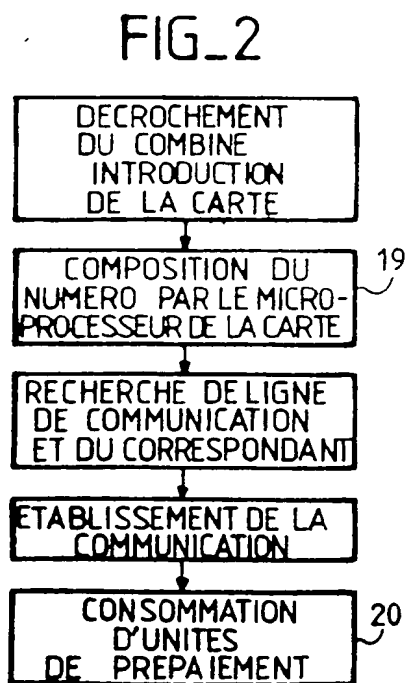 FIG_2
DECROCHEMENT
DU COMBINE
INTRODUCTION
DE LA CARTE
COMPOSITION DU
NUMERO PAR LE MICRO-
PROCESSEUR DE LA CARTE
19
RECHERCHE DE LIGNE
DE COMMUNICATION
ET DU CORRESPONDANT
ETABLISSEMENT DE LA
COMMUNICATION
CONSOMMATION
D'UNITES
DE PREPAIEMENT
20